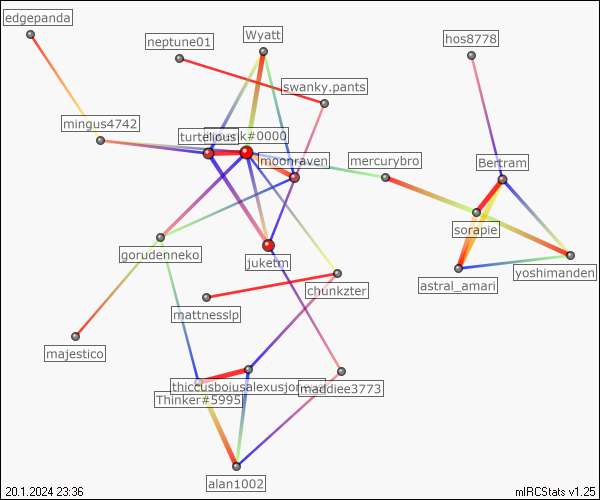 edgepanda
neptune01
Wyatt
hos8778
swanky.pants
mingus4742
turtelious
k#0000
moonraven
mercurybro
Bertram
sorapie
gorudenneko
juketm
chunkzter
astral_amari
yoshimanden
mattnesslp
majestico
thiccusboiusalexusjon
maddiee3773
Thinker#5995
alan1002
20.1.2024 23:36
mIRCStats v1.25